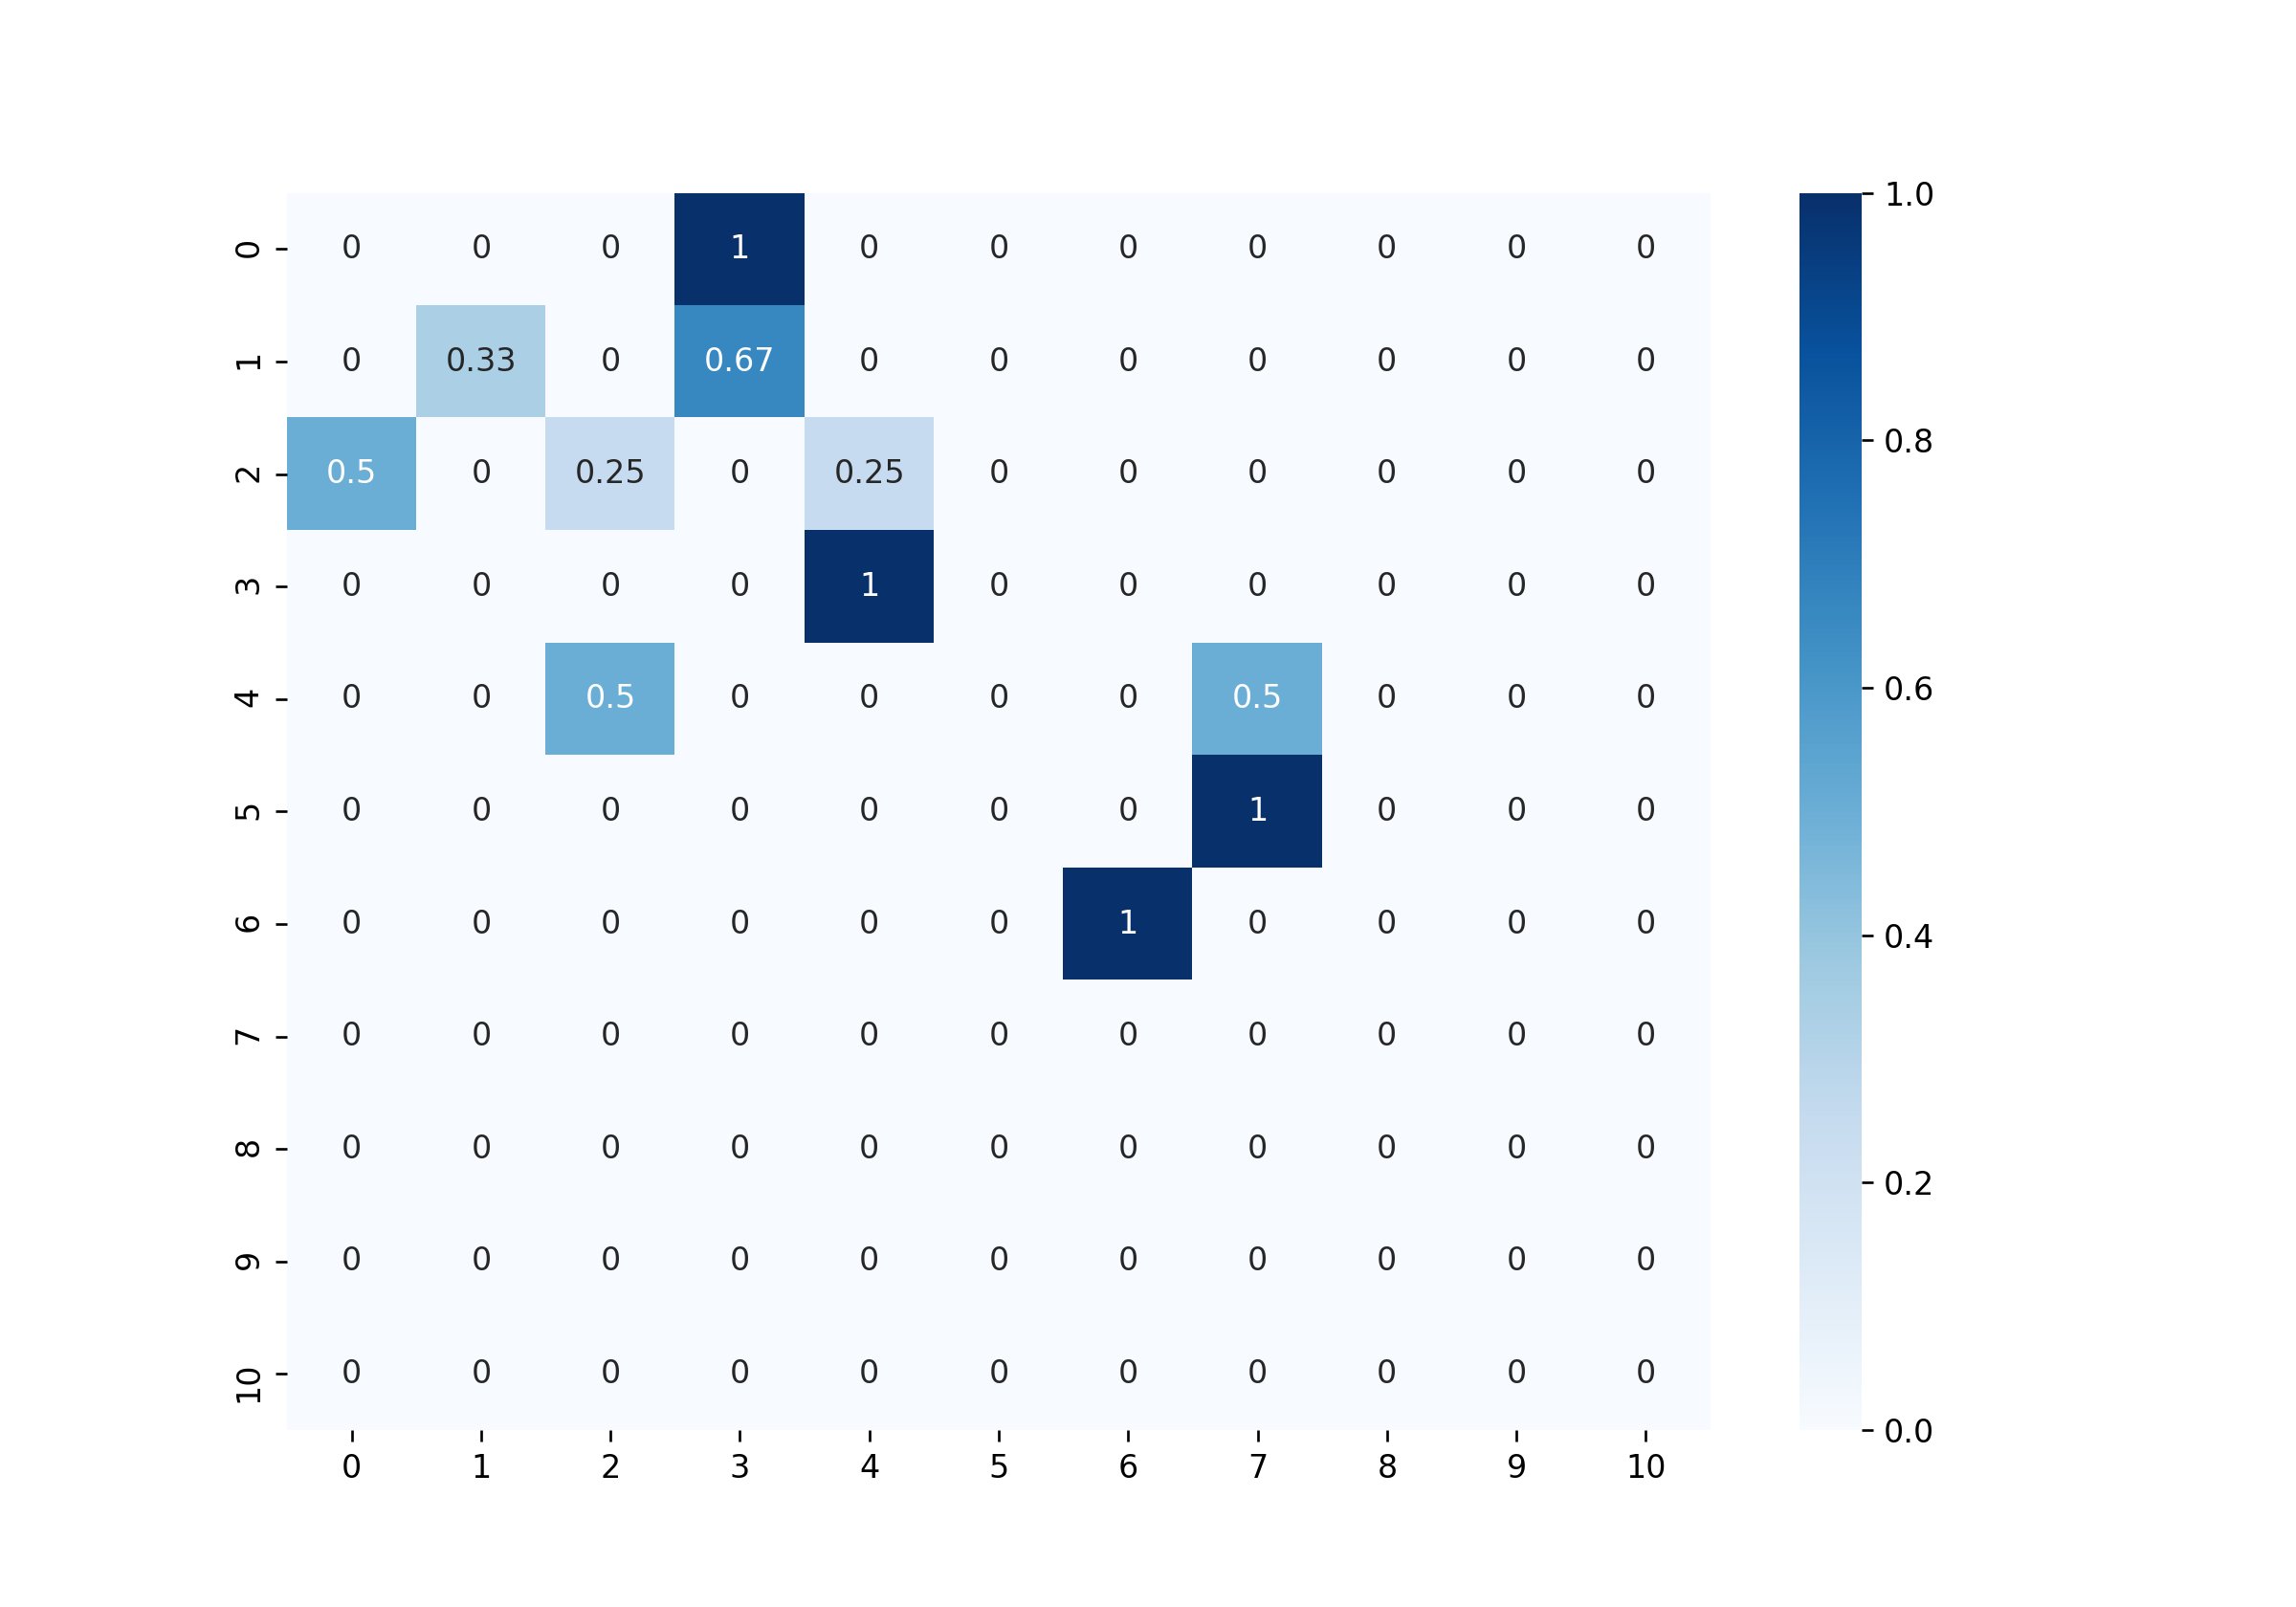 0 0 0 0 1 0 0 0 0 0 0 0
1 0 0.33 0 0.67 0 0 0 0 0 0 0
2 0.5 0 0.25 0 0.25 0 0 0 0 0 0
3 0 0 0 0 1 0 0 0 0 0 0
4 0 0 0.5 0 0 0 0 0.5 0 0 0
5 0 0 0 0 0 0 0 1 0 0 0
6 0 0 0 0 0 0 1 0 0 0 0
7 0 0 0 0 0 0 0 0 0 0 0
8 0 0 0 0 0 0 0 0 0 0 0
9 0 0 0 0 0 0 0 0 0 0 0
10 0 0 0 0 0 0 0 0 0 0 0
0 1 2 3 4 5 6 7 8 9 10
1.0
0.8
0.6
0.4
0.2
0.0